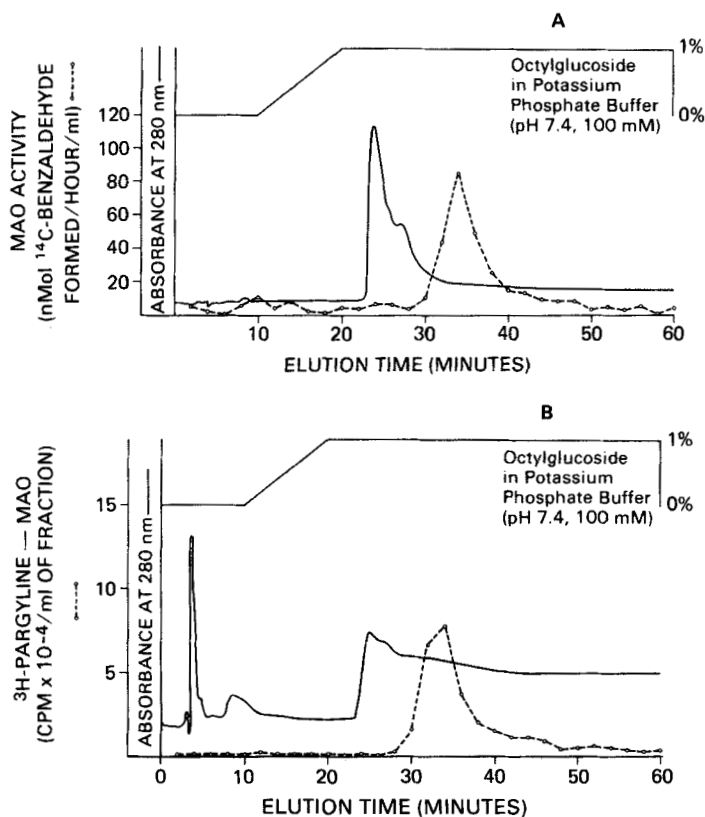 A
MAO ACTIVITY
(nMol 14C-BENZALDEHYDE
FORMED/HOUR/ml)
ABSORBANCE AT 280 nm
120
100
80
60
40
20
Octylglucoside
in Potassium
Phosphate Buffer
(pH 7.4, 100 mM)
1%
0%
10 20 30 40 50 60
ELUTION TIME (MINUTES)
B
3H-PARGYLINE — MAO
(CPM x 10-4/ml OF FRACTION)
ABSORBANCE AT 280 nm
15
10
5
Octylglucoside
in Potassium
Phosphate Buffer
(pH 7.4, 100 mM)
1%
0%
0 10 20 30 40 50 60
ELUTION TIME (MINUTES)